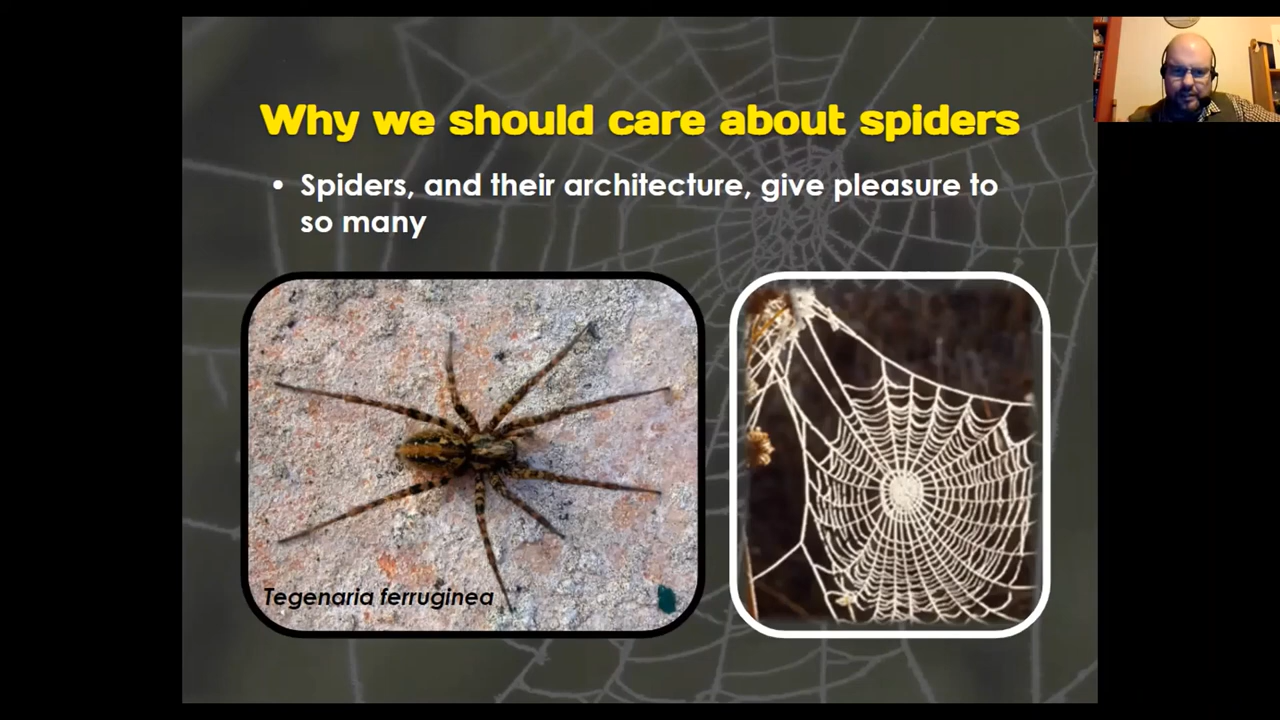 Why we should care about spiders
• Spiders, and their architecture, give pleasure to
so many
Tegenaria ferruginea